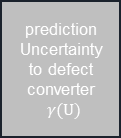 prediction
Uncertainty
to defect
converter
𝛾(U)